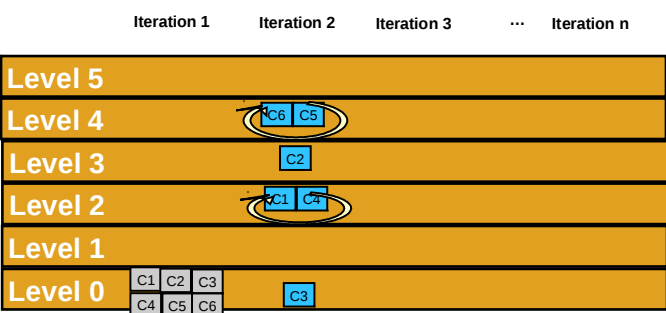 Iteration 1 Iteration 2 Iteration 3 ... Iteration n
Level 5
Level 4 C6 C5
Level 3 C2
Level 2 C1 C4
Level 1
Level 0 C1 C2 C3 C3
C4 C5 C6